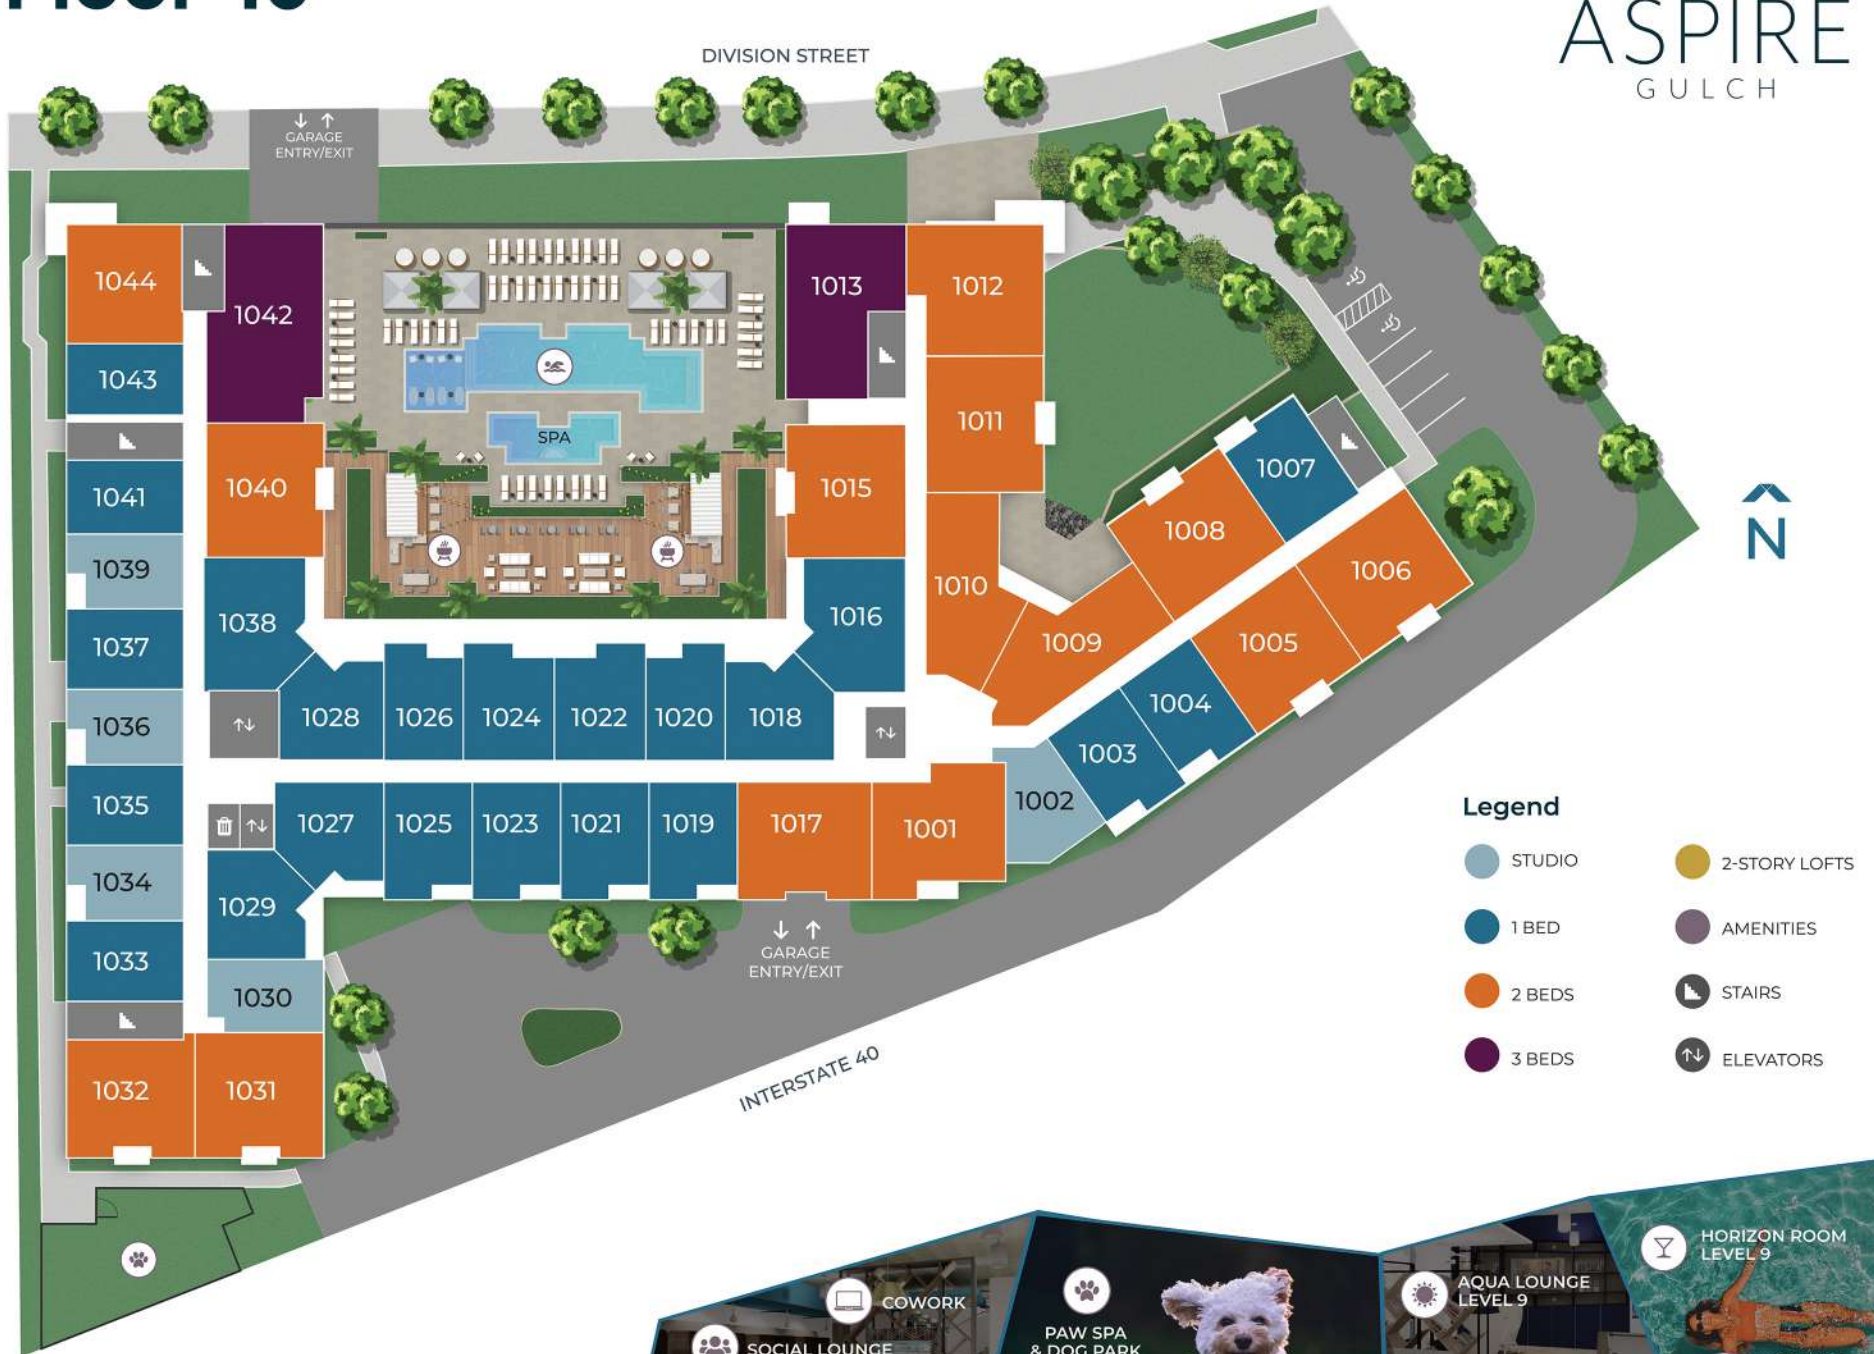 Floor 10
ASPIRE
GULCH
DIVISION STREET
GARAGE
ENTRY/EXIT
1044
1042
1013
1012
1043
1011
SPA
1041
1040
1015
1007
1039
1008
1006
1038
1010
1016
1037
1009
1005
1036
1028
1026
1024
1022
1020
1018
1004
1003
1035
1027
1025
1023
1021
1019
1017
1001
1002
1034
1029
1033
1030
GARAGE
ENTRY/EXIT
1032
1031
INTERSTATE 40
N
Legend
STUDIO
1 BED
2 BEDS
3 BEDS
2-STORY LOFTS
AMENITIES
STAIRS
ELEVATORS
COWORK
SOCIAL LOUNGE
PAW SPA
& DOG PARK
AQUA LOUNGE
LEVEL 9
HORIZON ROOM
LEVEL 9